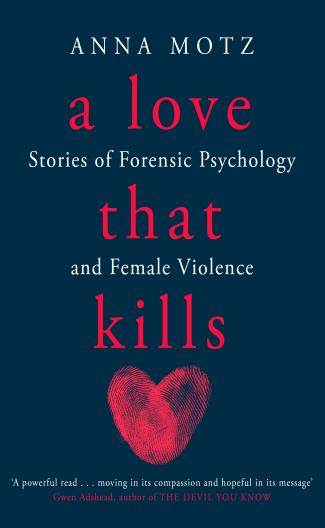 ANNA MOTZ
a love
Stories of Forensic Psychology
that
and Female Violence
kills
‘A powerful read . . . moving in its compassion and hopeful in its message’
Gwen Adshead, author of THE DEVIL YOU KNOW